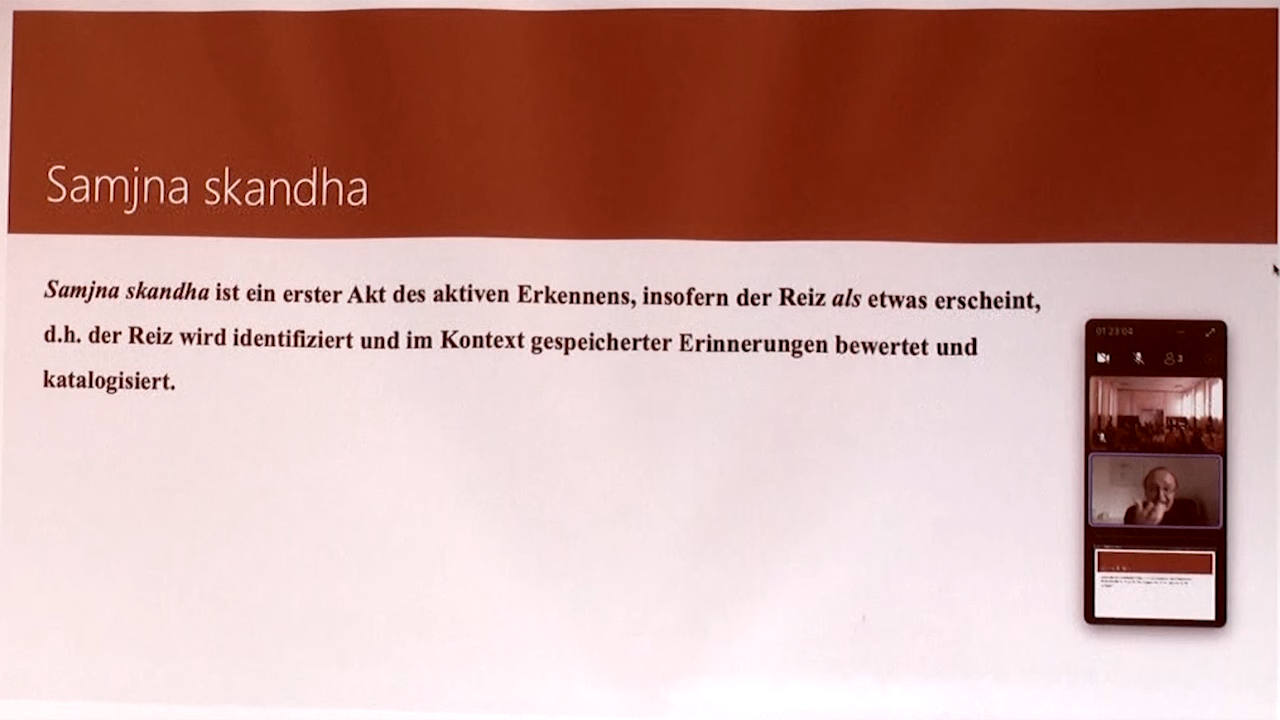 Samjna skandha
Samjna skandha ist ein erster Akt des aktiven Erkennens, insofern der Reiz als etwas erscheint,
d.h. der Reiz wird identifiziert und im Kontext gespeicherter Erinnerungen bewertet und
katalogisiert.
01:23:04
3